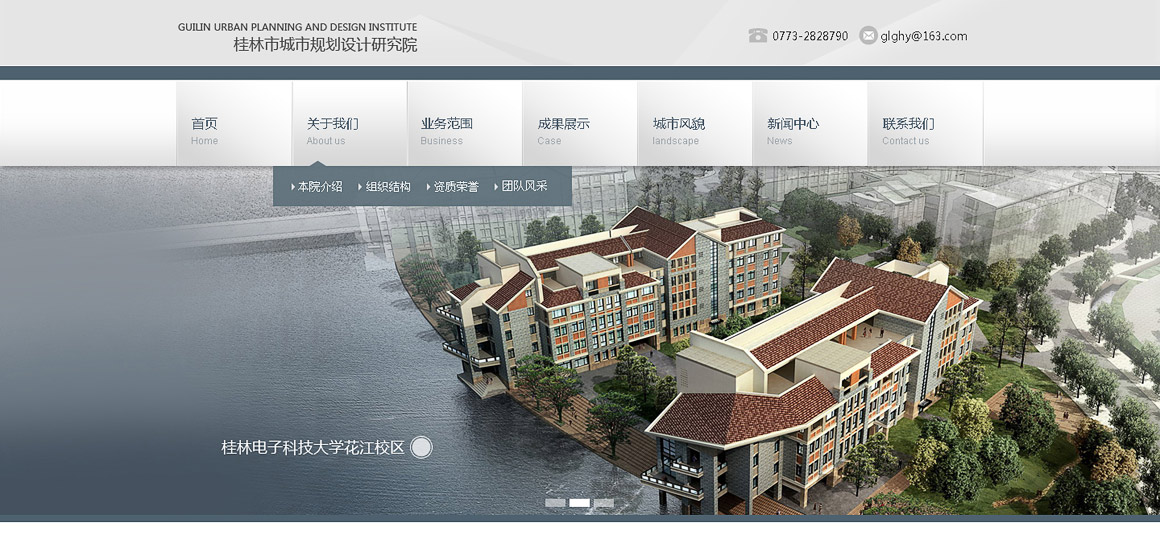 GUILIN URBAN PLANNING AND DESIGN INSTITUTE
桂林市城市规划设计研究院
0773-2828790
glghy@163.com
首页
Home
关于我们
About us
业务范围
Business
成果展示
Case
城市风貌
landscape
新闻中心
News
联系我们
Contact us
本院介绍 组织结构 资质荣誉 团队风采
桂林电子科技大学花江校区